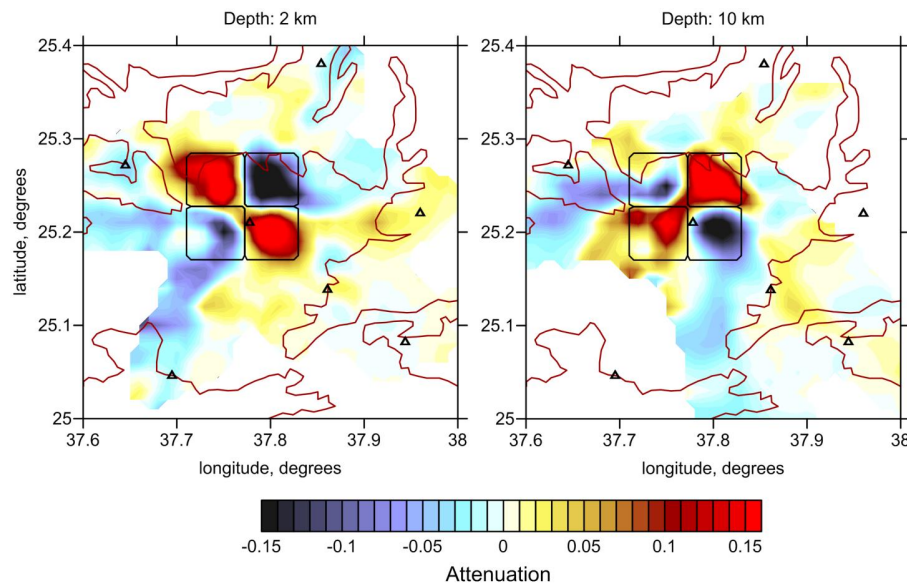 Depth: 2 km
Depth: 10 km
latitude, degrees
25.4
25.3
25.2
25.1
25
37.6 37.7 37.8 37.9 38
longitude, degrees
25.4
25.3
25.2
25.1
25
37.6 37.7 37.8 37.9 38
longitude, degrees
-0.15 -0.1 -0.05 0 0.05 0.1 0.15
Attenuation